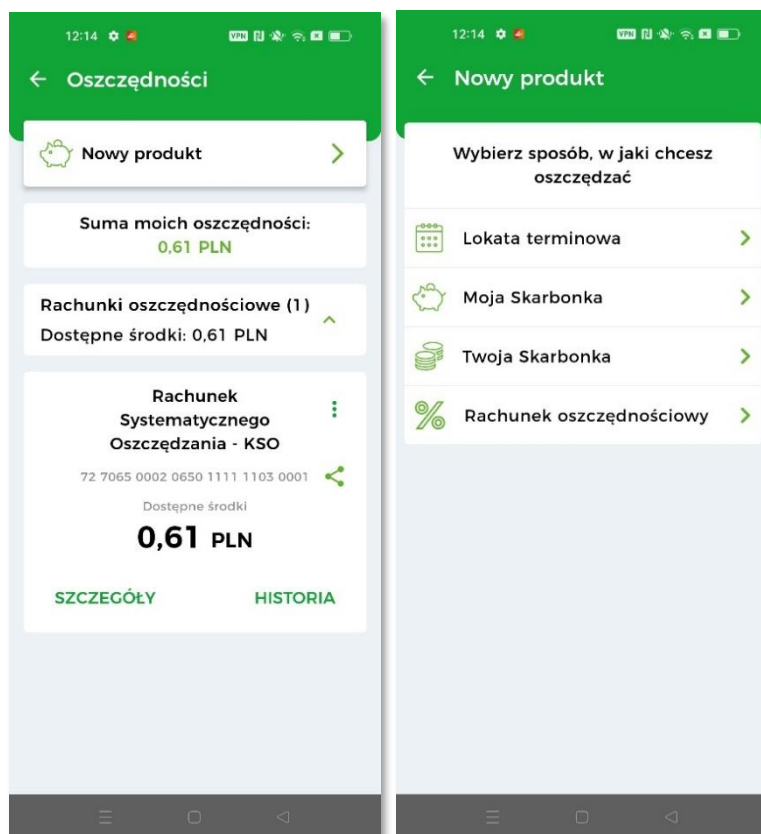 12:14
VPN
Oszczędności
Nowy produkt
Suma moich oszczędności:
0,61 PLN
Rachunki oszczędnościowe (1)
Dostępne środki: 0,61 PLN
Rachunek
Systematycznego
Oszczędzania - KSO
72 7065 0002 0650 1111 1103 0001
Dostępne środki
0,61 PLN
SZCZEGÓŁY
HISTORIA
12:14
VPN
Nowy produkt
Wybierz sposób, w jaki chcesz
oszczędzać
Lokata terminowa
Moja Skarbonka
Twoja Skarbonka
% Rachunek oszczędnościowy